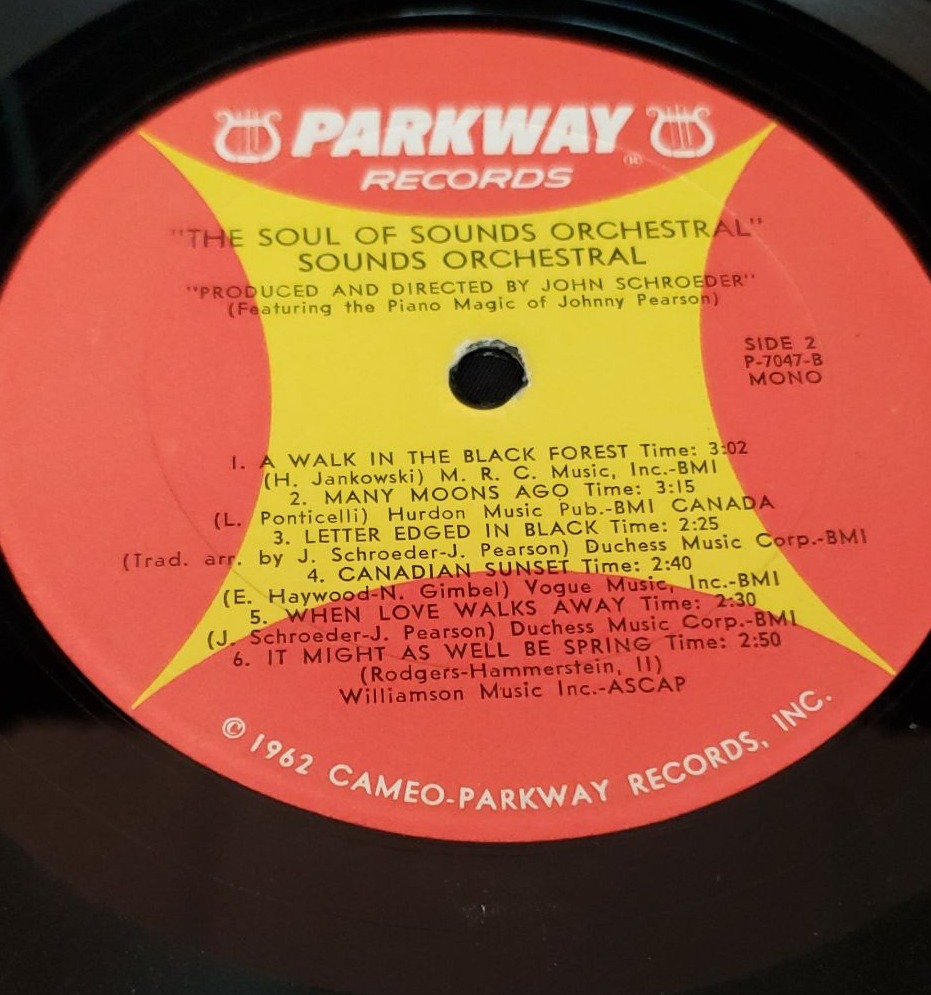 PARKWAY ®
RECORDS
"THE SOUL OF SOUNDS ORCHESTRAL"
SOUNDS ORCHESTRAL
"PRODUCED AND DIRECTED BY JOHN SCHROEDER"
(Featuring the Piano Magic of Johnny Pearson)
SIDE 2
P-7047-B
MONO
1. A WALK IN THE BLACK FOREST Time: 3:02
(H. Jankowski) M. R. C. Music, Inc.-BMI
2. MANY MOONS AGO Time: 3:15
(L. Ponticelli) Hurdon Music Pub.-BMI CANADA
3. LETTER EDGED IN BLACK Time: 2:25
(Trad. arr. by J. Schroeder-J. Pearson) Duchess Music Corp.-BMI
4. CANADIAN SUNSET Time: 2:40
(E. Haywood-N. Gimbel) Vogue Music, Inc.-BMI
5. WHEN LOVE WALKS AWAY Time: 2:30
(J. Schroeder-J. Pearson) Duchess Music Corp.-BMI
6. IT MIGHT AS WELL BE SPRING Time: 2:50
(Rodgers-Hammerstein, II)
Williamson Music Inc.-ASCAP
© 1962 CAMEO-PARKWAY RECORDS, INC.